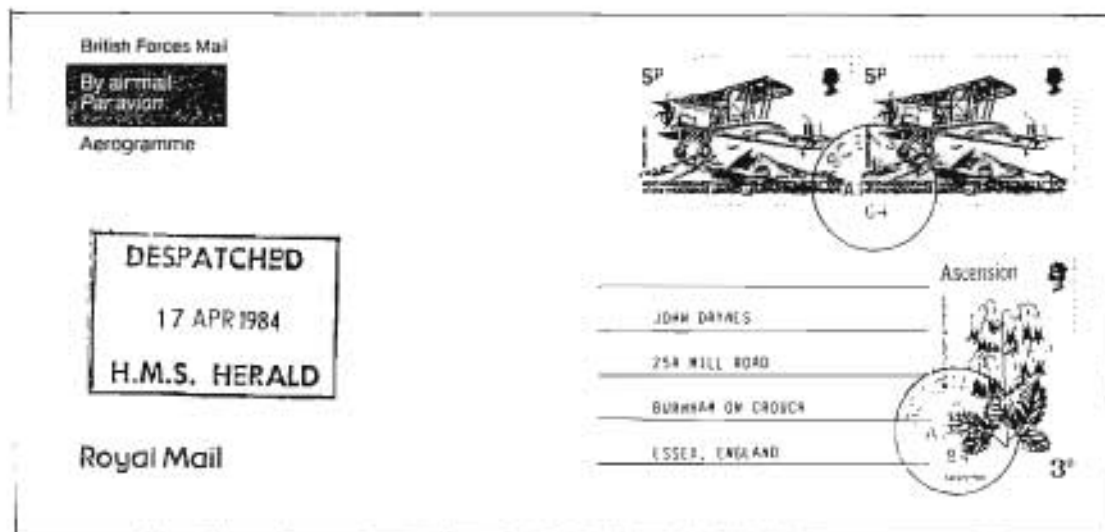 British Forces Mail
By airmail
Par avion
Aerogramme
5P 5P
DESPATCHED
17 APR 1984
H.M.S. HERALD
Royal Mail
Ascension
JOHN DAYNES
25A MILL ROAD
BURNHAM ON CROUCH
ESSEX, ENGLAND
3P